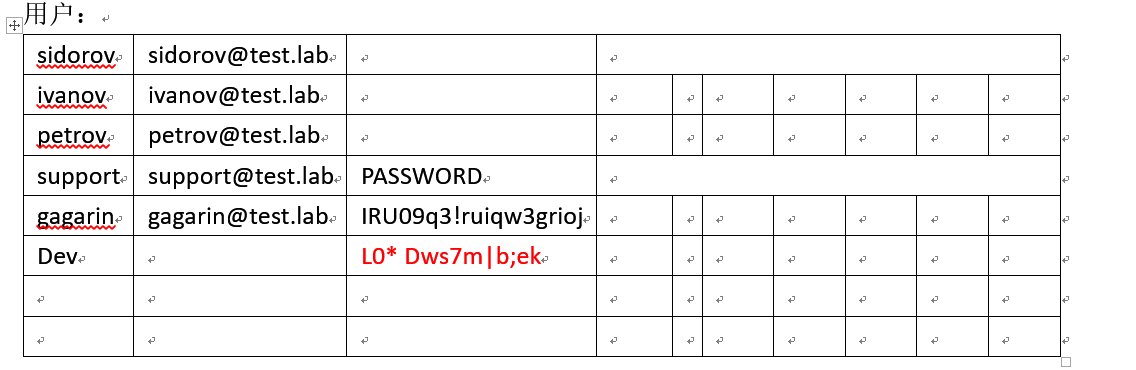 用户：
sidorov sidorov@test.lab
ivanov ivanov@test.lab
petrov petrov@test.lab
support support@test.lab PASSWORD
gagarin gagarin@test.lab IRU09q3!ruiqw3grioj
Dev L0* Dws7m|b;ek